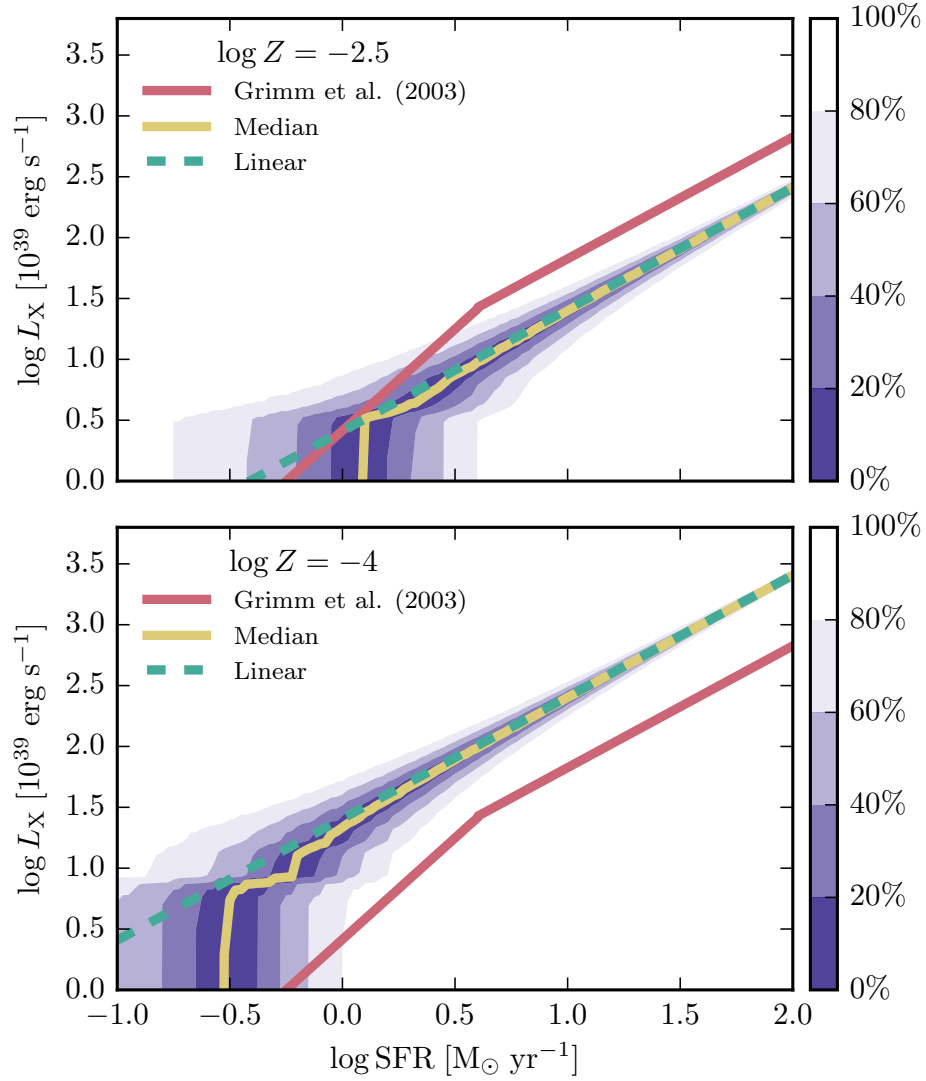 log Z = −2.5
Grimm et al. (2003)
Median
Linear
log L_X [10^39 erg s^−1]
3.5
3.0
2.5
2.0
1.5
1.0
0.5
0.0
100%
80%
60%
40%
20%
0%
log Z = −4
Grimm et al. (2003)
Median
Linear
log L_X [10^39 erg s^−1]
3.5
3.0
2.5
2.0
1.5
1.0
0.5
0.0
100%
80%
60%
40%
20%
0%
−1.0 −0.5 0.0 0.5 1.0 1.5 2.0
log SFR [M_⊙ yr^−1]